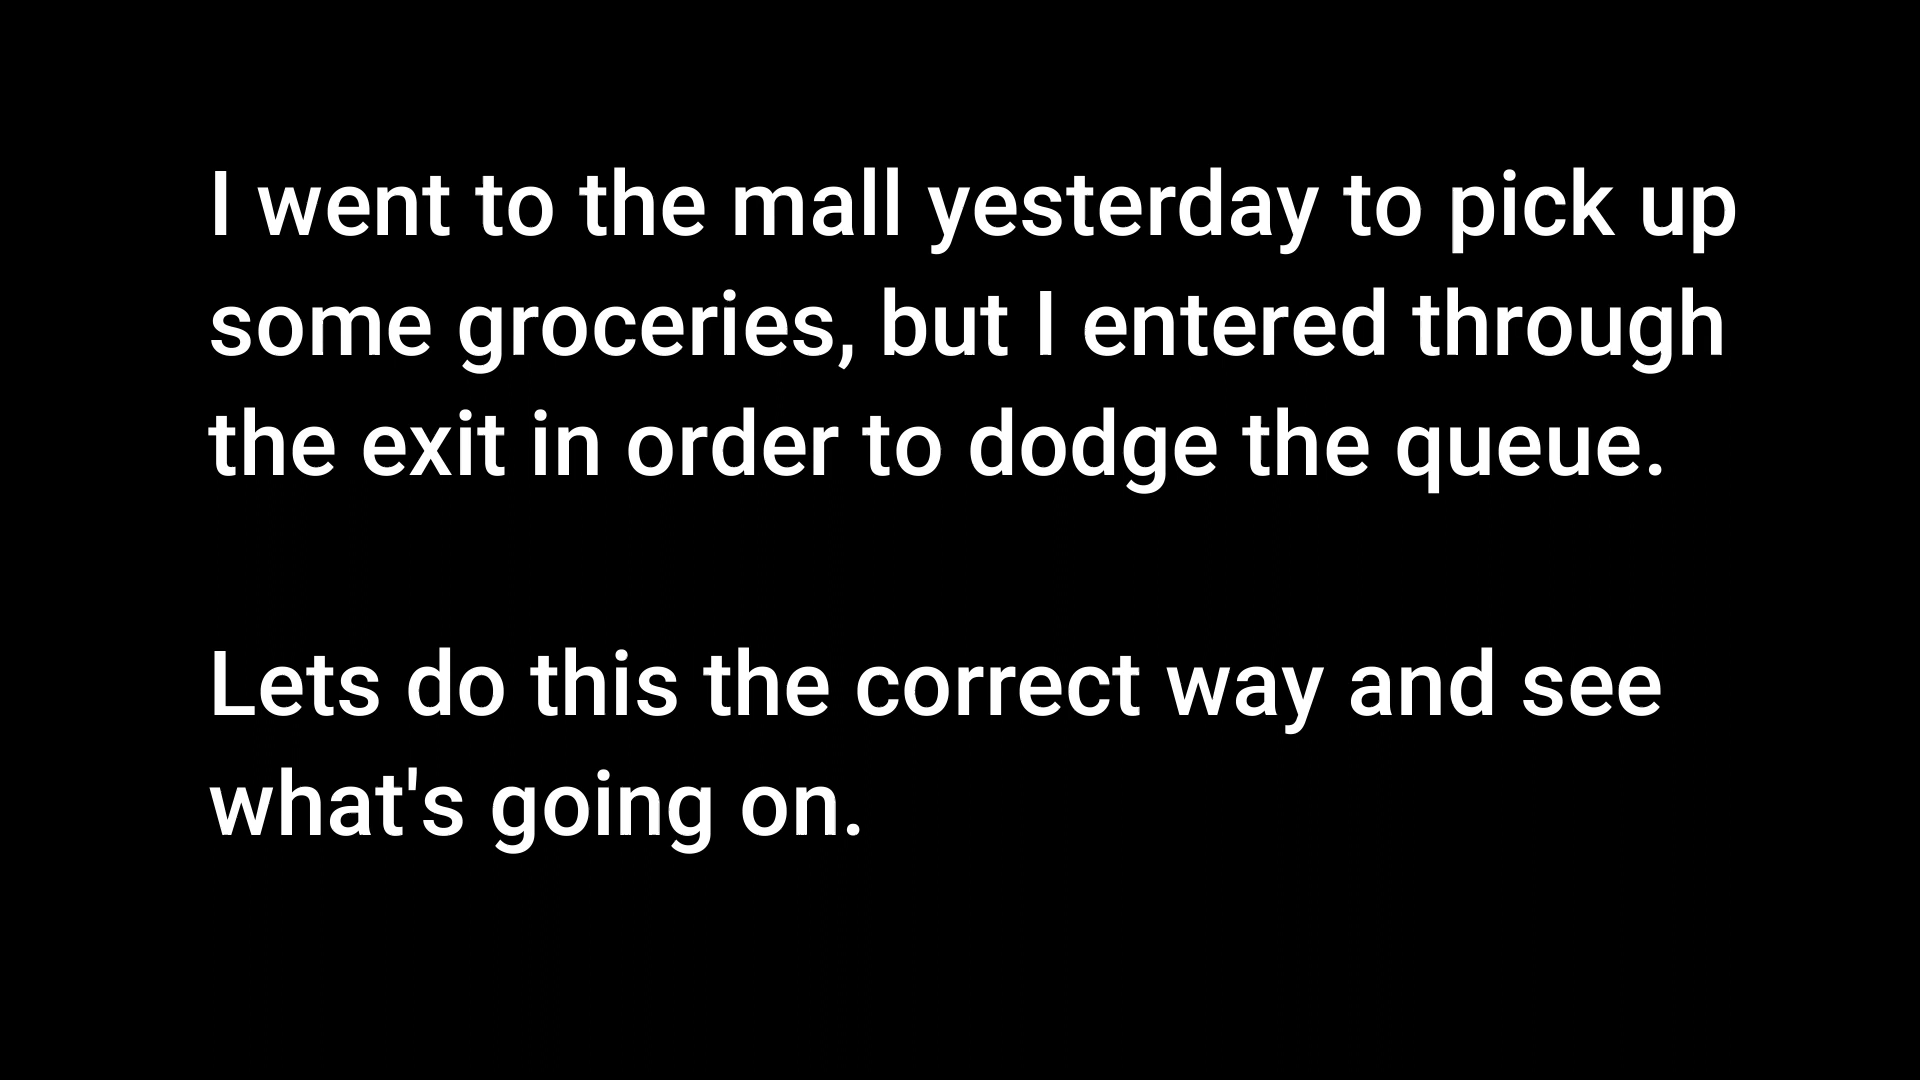 I went to the mall yesterday to pick up
some groceries, but I entered through
the exit in order to dodge the queue.
Lets do this the correct way and see
what's going on.